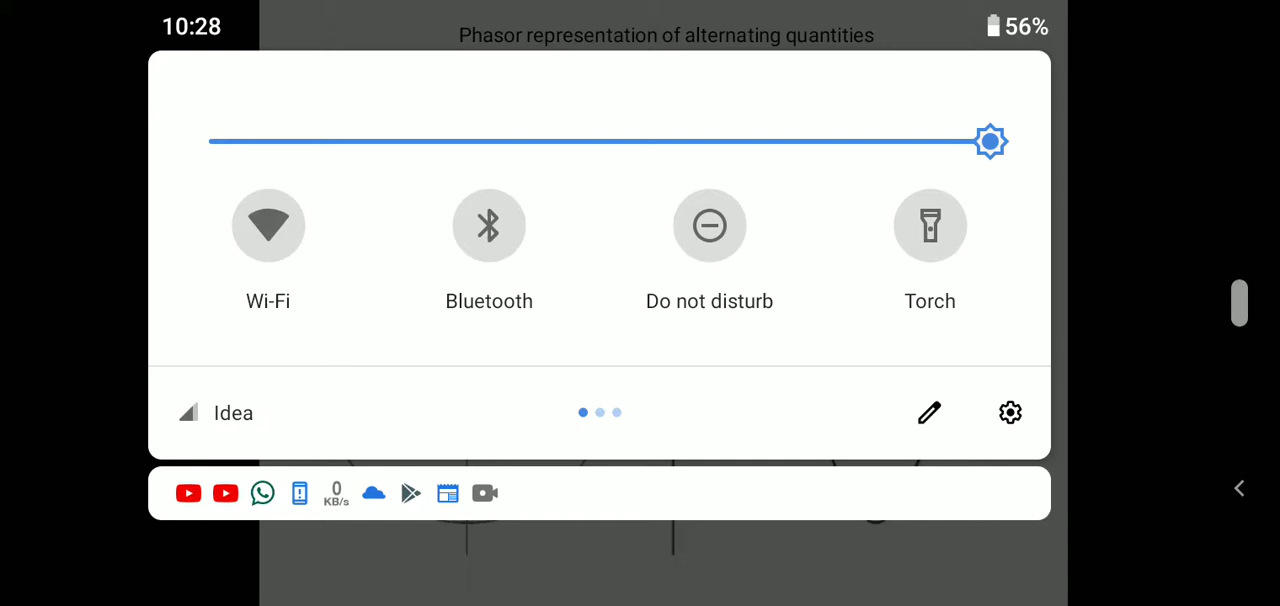 10:28
56%
Phasor representation of alternating quantities
Wi-Fi
Bluetooth
Do not disturb
Torch
Idea
0
KB/s